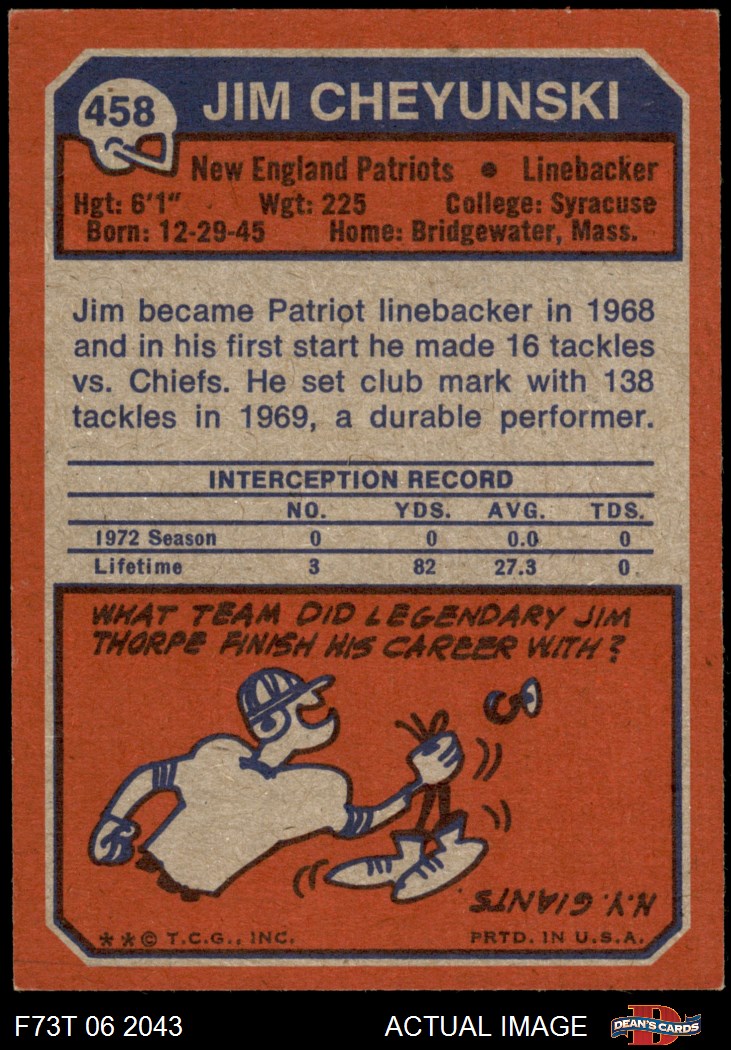 458
JIM CHEYUNSKI
New England Patriots • Linebacker
Hgt: 6'1" Wgt: 225 College: Syracuse
Born: 12-29-45 Home: Bridgewater, Mass.
Jim became Patriot linebacker in 1968
and in his first start he made 16 tackles
vs. Chiefs. He set club mark with 138
tackles in 1969, a durable performer.
INTERCEPTION RECORD
NO. YDS. AVG. TDS.
1972 Season 0 0 0.0 0
Lifetime 3 82 27.3 0
WHAT TEAM DID LEGENDARY JIM
THORPE FINISH HIS CAREER WITH?
N.Y. GIANTS
**© T.C.G., INC. PRTD. IN U.S.A.
F73T 06 2043 ACTUAL IMAGE D DEAN'S CARDS